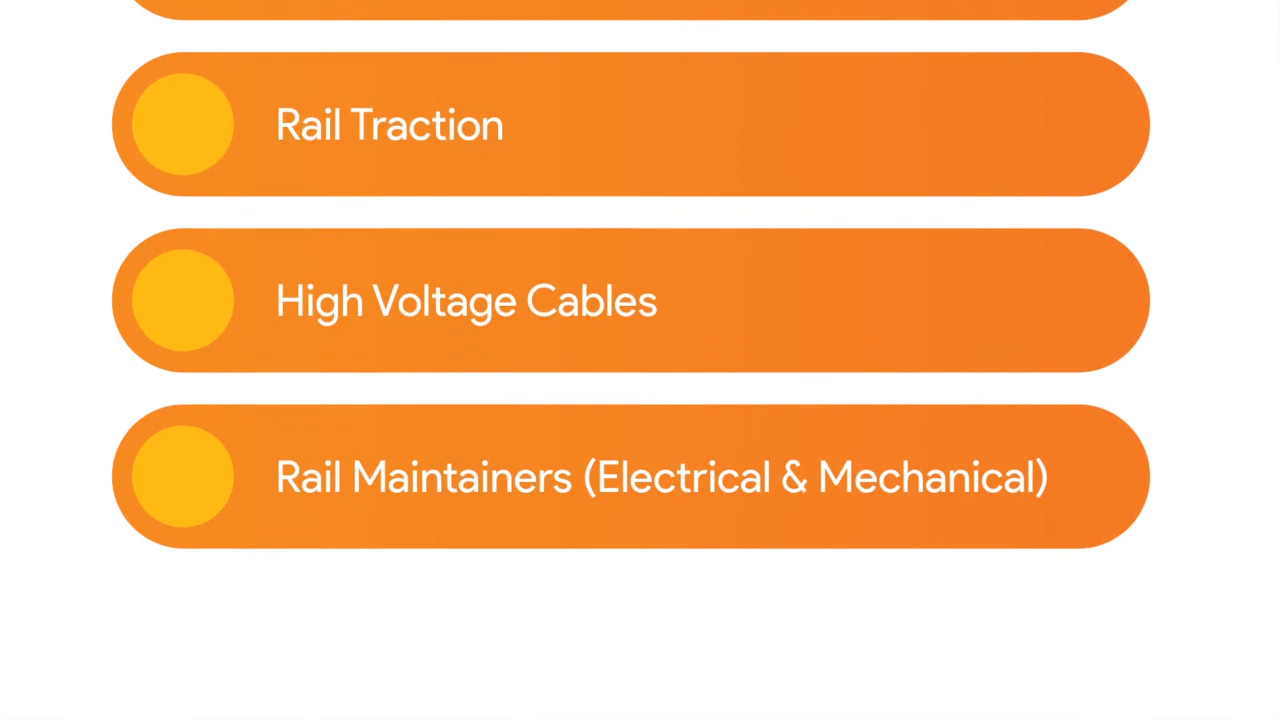 Rail Traction
High Voltage Cables
Rail Maintainers (Electrical & Mechanical)